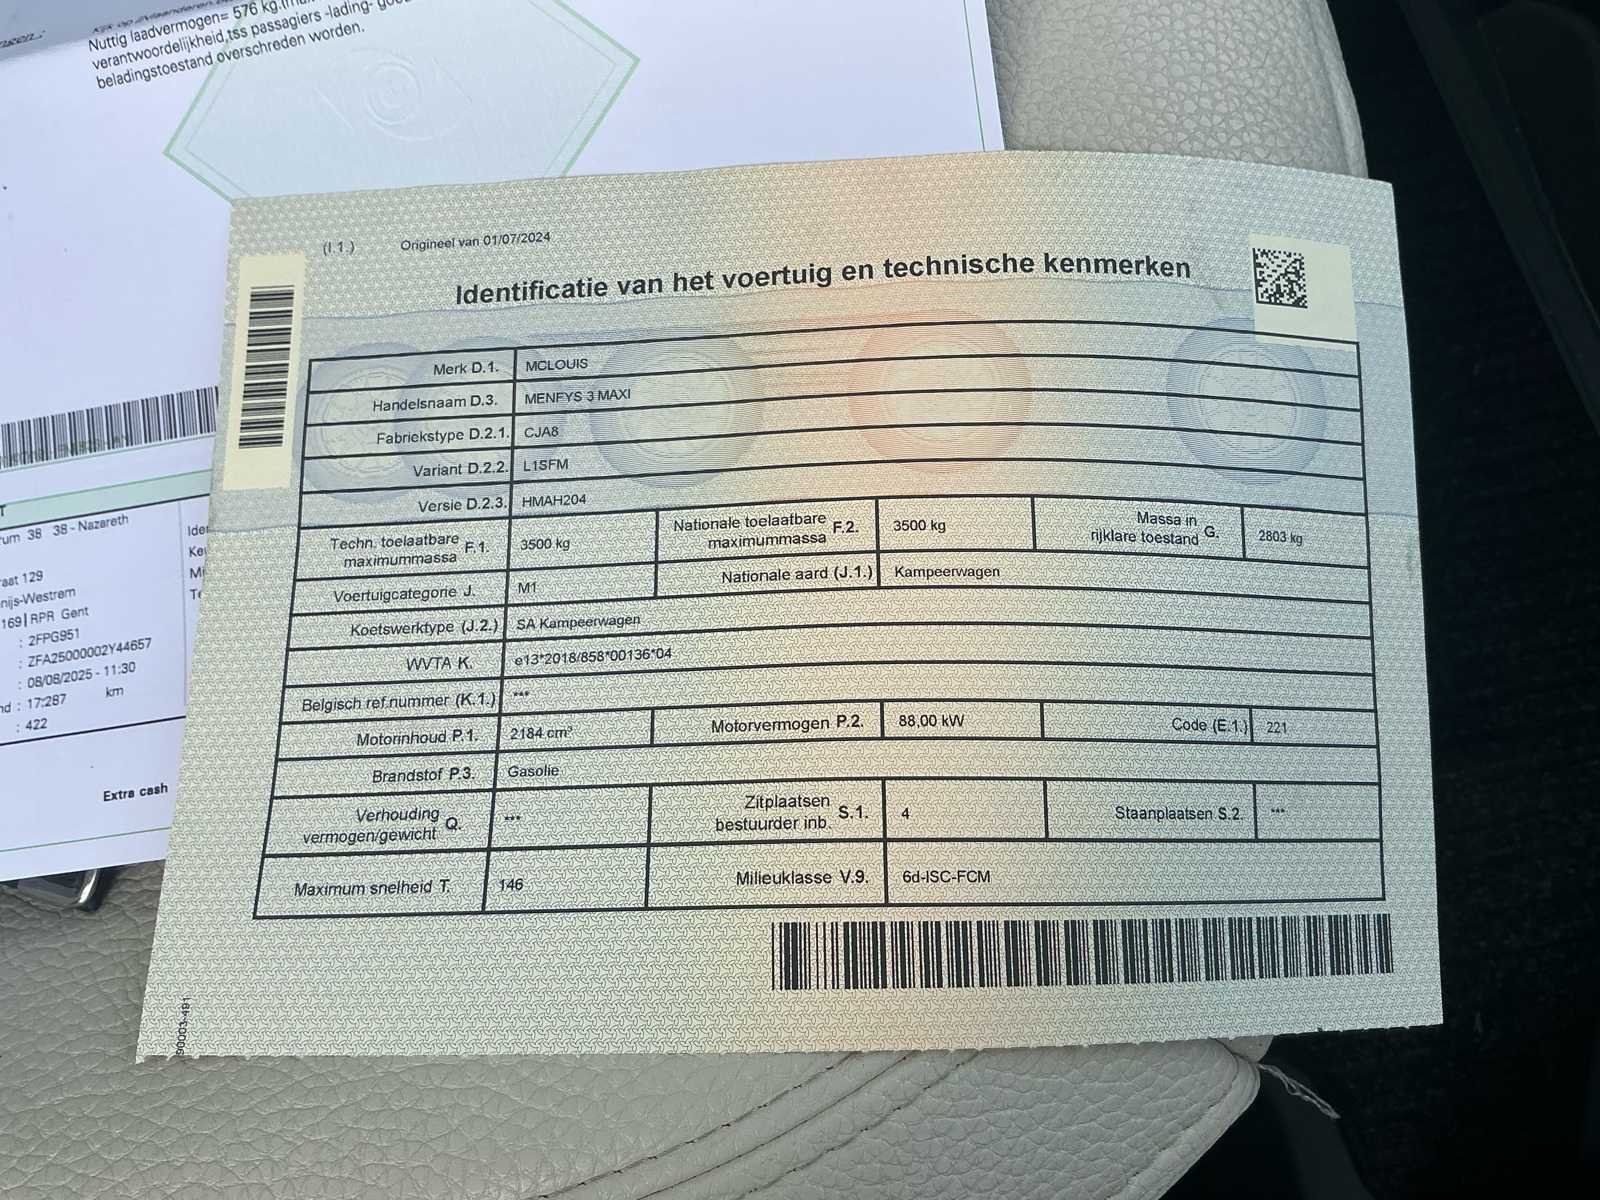 Nuttig laadvermogen= 576 kg.
verantwoordelijkheid,tss passagiers -lading-
beladingstoestand overschreden worden.
(I.1.) Origineel van 01/07/2024
Identificatie van het voertuig en technische kenmerken
Merk D.1. MCLOUIS
Handelsnaam D.3. MENFYS 3 MAXI
Fabriekstype D.2.1. CJA8
Variant D.2.2. L1SFM
Versie D.2.3. HMAH204
Techn. toelaatbare maximummassa F.1. 3500 kg Nationale toelaatbare maximummassa F.2. 3500 kg Massa in rijklare toestand G. 2803 kg
Voertuigcategorie J. M1 Nationale aard (J.1.) Kampeerwagen
Koetswerktype (J.2.) SA Kampeerwagen
WVTA K. e13*2018/858*00136*04
Belgisch ref.nummer (K.1.) ***
Motorinhoud P.1. 2184 cm³ Motorvermogen P.2. 88,00 kW Code (E.1.) 221
Brandstof P.3. Gasolie
Verhouding vermogen/gewicht Q. *** Zitplaatsen bestuurder inb. S.1. 4 Staanplaatsen S.2. ***
Maximum snelheid T. 146 Milieuklasse V.9. 6d-ISC-FCM
90003-491
38 38 - Nazareth
129
169 | RPR Gent
: 2FPG951
: ZFA25000002Y44657
: 08/08/2025 - 11:30
: 17:287 km
: 422
Extra cash